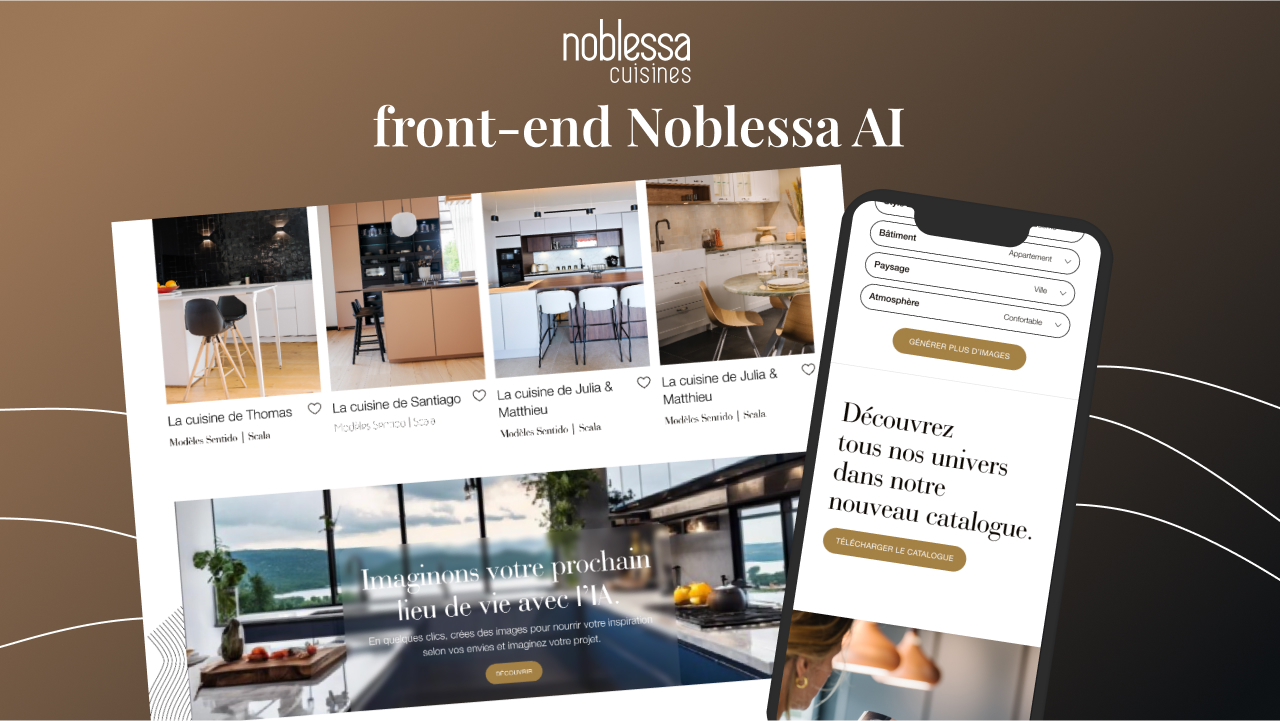 noblessa
cuisines
front-end Noblessa AI
La cuisine de Thomas
Modèles Sentido | Scala
La cuisine de Santiago
Modèles Sentido | Scala
La cuisine de Julia &
Matthieu
Modèles Sentido | Scala
La cuisine de Julia &
Matthieu
Modèles Sentido | Scala
Imaginons votre prochain
lieu de vie avec l'IA.
En quelques clics, crées des images pour nourrir votre inspiration
selon vos envies et imaginez votre projet.
DÉCOUVRIR
Style
Bâtiment
Appartement
Paysage
Ville
Atmosphère
Confortable
GÉNÉRER PLUS D'IMAGES
Découvrez
tous nos univers
dans notre
nouveau catalogue.
TÉLÉCHARGER LE CATALOGUE